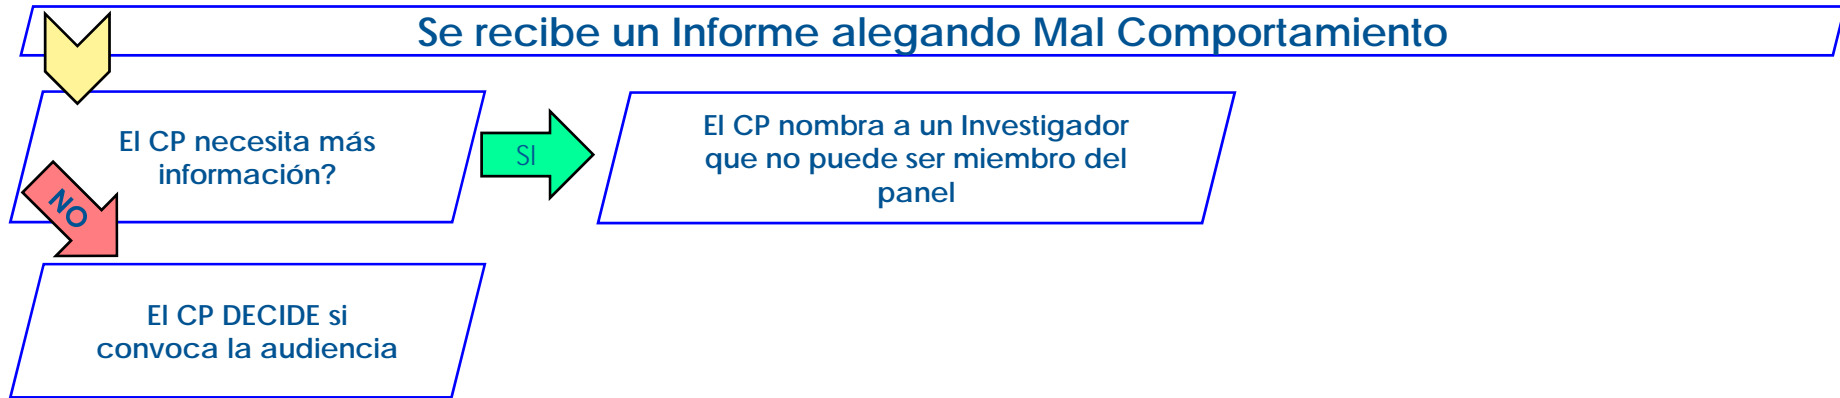 Se recibe un Informe alegando Mal Comportamiento
El CP necesita más
información?
SI
El CP nombra a un Investigador
que no puede ser miembro del
panel
NO
El CP DECIDE si
convoca la audiencia